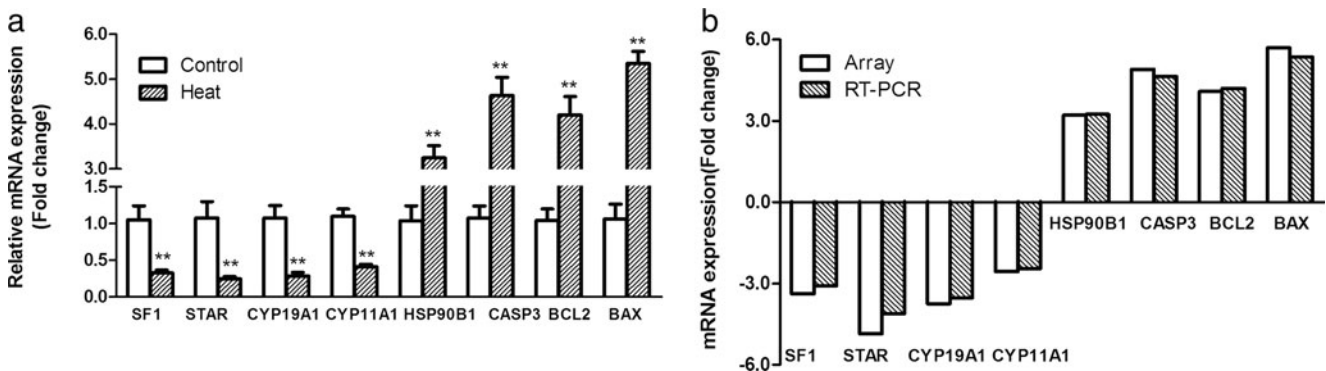 a
Relative mRNA expression
(Fold change)
6.0
5.0
4.0
3.0
1.5
1.0
0.5
0.0
Control
Heat
**
**
**
**
**
**
**
**
SF1
STAR
CYP19A1
CYP11A1
HSP90B1
CASP3
BCL2
BAX
b
mRNA expression(Fold change)
6.0
3.0
0.0
-3.0
-6.0
Array
RT-PCR
HSP90B1
CASP3
BCL2
BAX
SF1
STAR
CYP19A1
CYP11A1